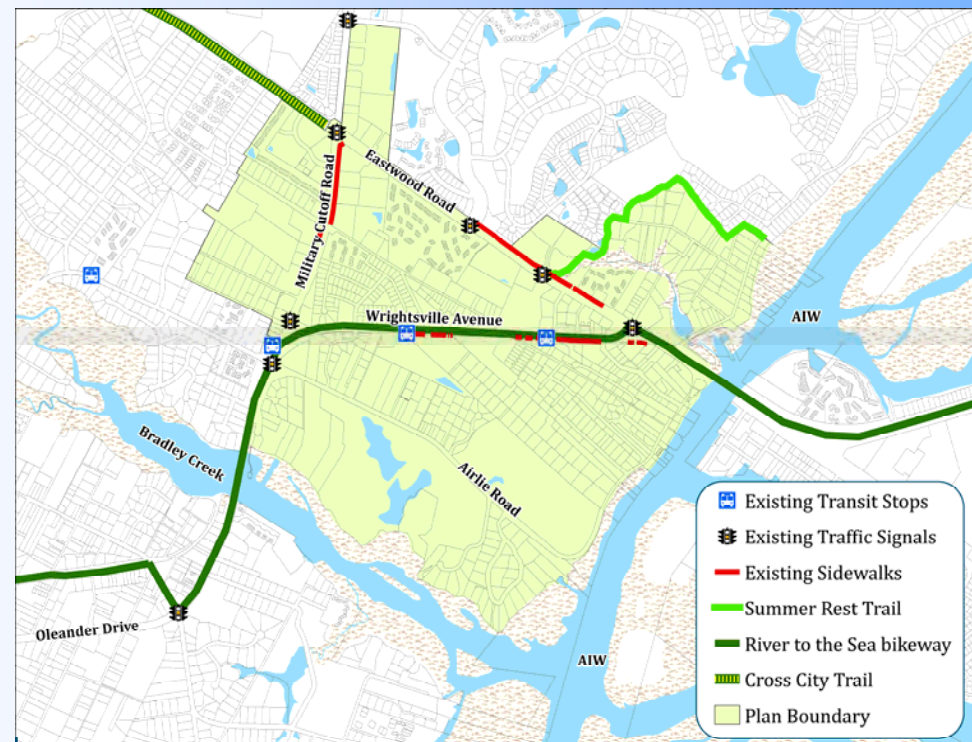 Eastwood Road
Military Cutoff Road
Wrightsville Avenue
AIW
Bradley Creek
Airlie Road
Oleander Drive
AIW
Existing Transit Stops
Existing Traffic Signals
Existing Sidewalks
Summer Rest Trail
River to the Sea bikeway
Cross City Trail
Plan Boundary